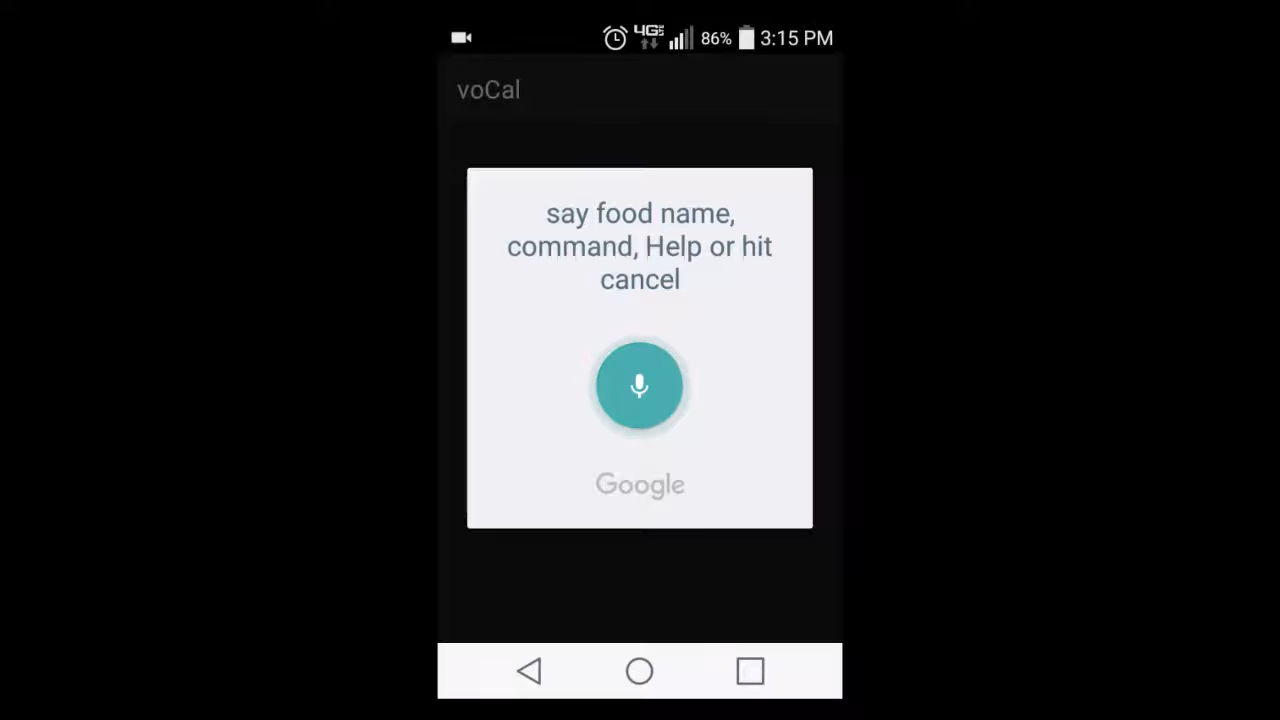 4G 86% 3:15 PM
voCal
say food name,
command, Help or hit
cancel
Google